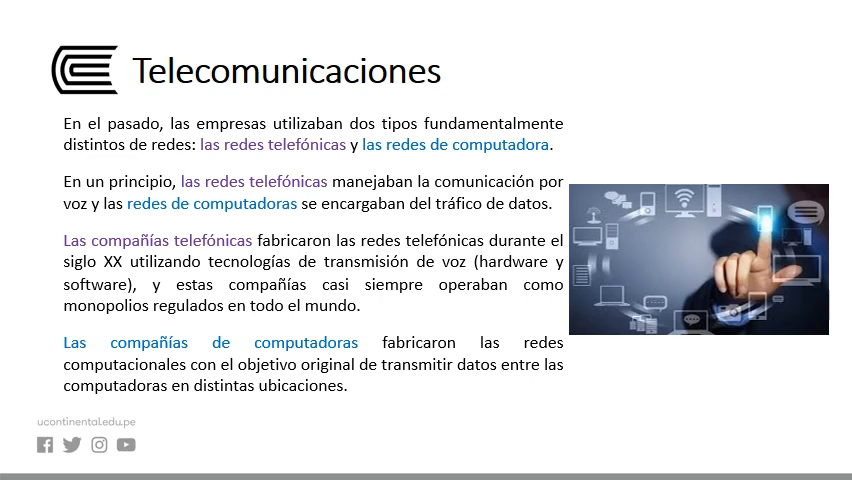 Telecomunicaciones
En el pasado, las empresas utilizaban dos tipos fundamentalmente
distintos de redes: las redes telefónicas y las redes de computadora.
En un principio, las redes telefónicas manejaban la comunicación por
voz y las redes de computadoras se encargaban del tráfico de datos.
Las compañías telefónicas fabricaron las redes telefónicas durante el
siglo XX utilizando tecnologías de transmisión de voz (hardware y
software), y estas compañías casi siempre operaban como
monopolios regulados en todo el mundo.
Las compañías de computadoras fabricaron las redes
computacionales con el objetivo original de transmitir datos entre las
computadoras en distintas ubicaciones.
ucontinental.edu.pe